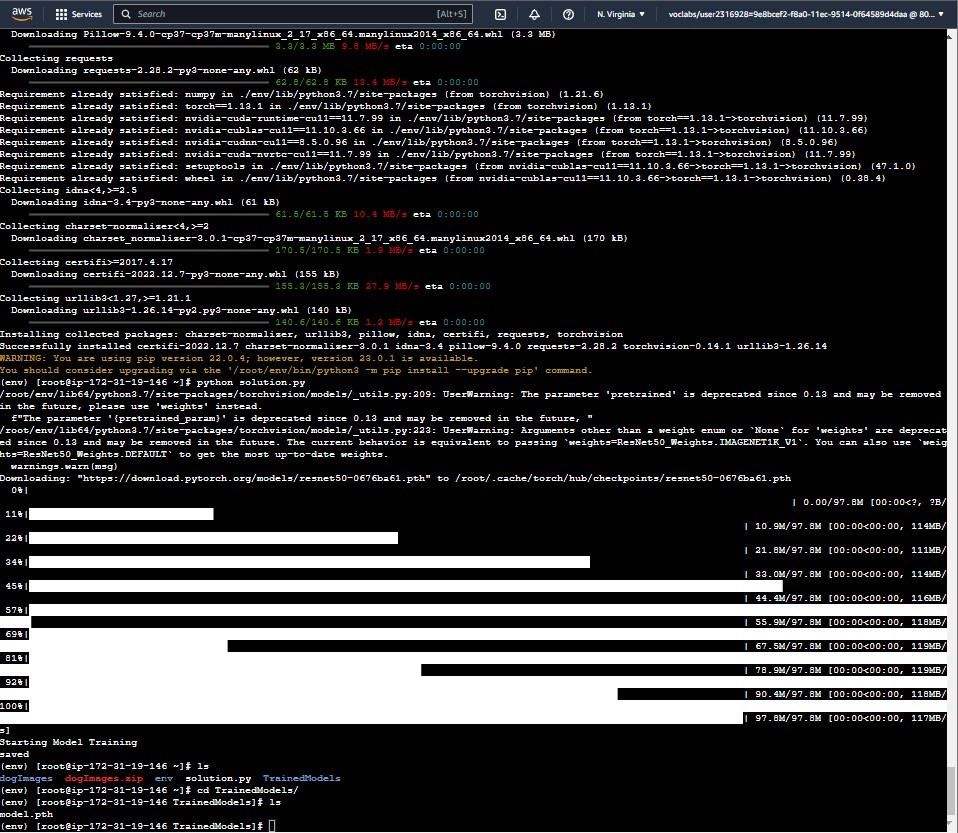 aws Services Search [Alt+S] N. Virginia voclabs/user2316928=9e8bcef2-f8a0-11ec-9514-0f64589d4daa @ 80...
Downloading Pillow-9.4.0-cp37-cp37m-manylinux_2_17_x86_64.manylinux2014_x86_64.whl (3.3 MB)
3.3/3.3 MB 9.8 MB/s eta 0:00:00
Collecting requests
Downloading requests-2.28.2-py3-none-any.whl (62 kB)
62.8/62.8 KB 13.4 MB/s eta 0:00:00
Requirement already satisfied: numpy in ./env/lib/python3.7/site-packages (from torchvision) (1.21.6)
Requirement already satisfied: torch==1.13.1 in ./env/lib/python3.7/site-packages (from torchvision) (1.13.1)
Requirement already satisfied: nvidia-cuda-runtime-cu11==11.7.99 in ./env/lib/python3.7/site-packages (from torch==1.13.1->torchvision) (11.7.99)
Requirement already satisfied: nvidia-cublas-cu11==11.10.3.66 in ./env/lib/python3.7/site-packages (from torch==1.13.1->torchvision) (11.10.3.66)
Requirement already satisfied: nvidia-cudnn-cu11==8.5.0.96 in ./env/lib/python3.7/site-packages (from torch==1.13.1->torchvision) (8.5.0.96)
Requirement already satisfied: nvidia-cuda-nvrtc-cu11==11.7.99 in ./env/lib/python3.7/site-packages (from torch==1.13.1->torchvision) (11.7.99)
Requirement already satisfied: setuptools in ./env/lib/python3.7/site-packages (from nvidia-cublas-cu11==11.10.3.66->torch==1.13.1->torchvision) (47.1.0)
Requirement already satisfied: wheel in ./env/lib/python3.7/site-packages (from nvidia-cublas-cu11==11.10.3.66->torch==1.13.1->torchvision) (0.38.4)
Collecting idna<4,>=2.5
Downloading idna-3.4-py3-none-any.whl (61 kB)
61.5/61.5 KB 10.4 MB/s eta 0:00:00
Collecting charset-normalizer<4,>=2
Downloading charset_normalizer-3.0.1-cp37-cp37m-manylinux_2_17_x86_64.manylinux2014_x86_64.whl (170 kB)
170.5/170.5 KB 1.9 MB/s eta 0:00:00
Collecting certifi>=2017.4.17
Downloading certifi-2022.12.7-py3-none-any.whl (155 kB)
155.3/155.3 KB 27.9 MB/s eta 0:00:00
Collecting urllib3<1.27,>=1.21.1
Downloading urllib3-1.26.14-py2.py3-none-any.whl (140 kB)
140.6/140.6 KB 1.2 MB/s eta 0:00:00
Installing collected packages: charset-normalizer, urllib3, pillow, idna, certifi, requests, torchvision
Successfully installed certifi-2022.12.7 charset-normalizer-3.0.1 idna-3.4 pillow-9.4.0 requests-2.28.2 torchvision-0.14.1 urllib3-1.26.14
WARNING: You are using pip version 22.0.4; however, version 23.0.1 is available.
You should consider upgrading via the '/root/env/bin/python3 -m pip install --upgrade pip' command.
(env) [root@ip-172-31-19-146 ~]# python solution.py
/root/env/lib64/python3.7/site-packages/torchvision/models/_utils.py:209: UserWarning: The parameter 'pretrained' is deprecated since 0.13 and may be removed
in the future, please use 'weights' instead.
f"The parameter '{pretrained_param}' is deprecated since 0.13 and may be removed in the future, "
/root/env/lib64/python3.7/site-packages/torchvision/models/_utils.py:223: UserWarning: Arguments other than a weight enum or `None` for 'weights' are deprecat
ed since 0.13 and may be removed in the future. The current behavior is equivalent to passing `weights=ResNet50_Weights.IMAGENET1K_V1`. You can also use `weig
hts=ResNet50_Weights.DEFAULT` to get the most up-to-date weights.
warnings.warn(msg)
Downloading: "https://download.pytorch.org/models/resnet50-0676ba61.pth" to /root/.cache/torch/hub/checkpoints/resnet50-0676ba61.pth
0%|
| 0.00/97.8M [00:00<?, ?B/
11%|
| 10.9M/97.8M [00:00<00:00, 114MB/
22%|
| 21.8M/97.8M [00:00<00:00, 111MB/
34%|
| 33.0M/97.8M [00:00<00:00, 114MB/
45%|
| 44.4M/97.8M [00:00<00:00, 116MB/
57%|
| 55.9M/97.8M [00:00<00:00, 118MB/
69%|
| 67.5M/97.8M [00:00<00:00, 119MB/
81%|
| 78.9M/97.8M [00:00<00:00, 119MB/
92%|
| 90.4M/97.8M [00:00<00:00, 118MB/
100%|
| 97.8M/97.8M [00:00<00:00, 117MB/
s]
Starting Model Training
saved
(env) [root@ip-172-31-19-146 ~]# ls
dogImages dogImages.zip env solution.py TrainedModels
(env) [root@ip-172-31-19-146 ~]# cd TrainedModels/
(env) [root@ip-172-31-19-146 TrainedModels]# ls
model.pth
(env) [root@ip-172-31-19-146 TrainedModels]#